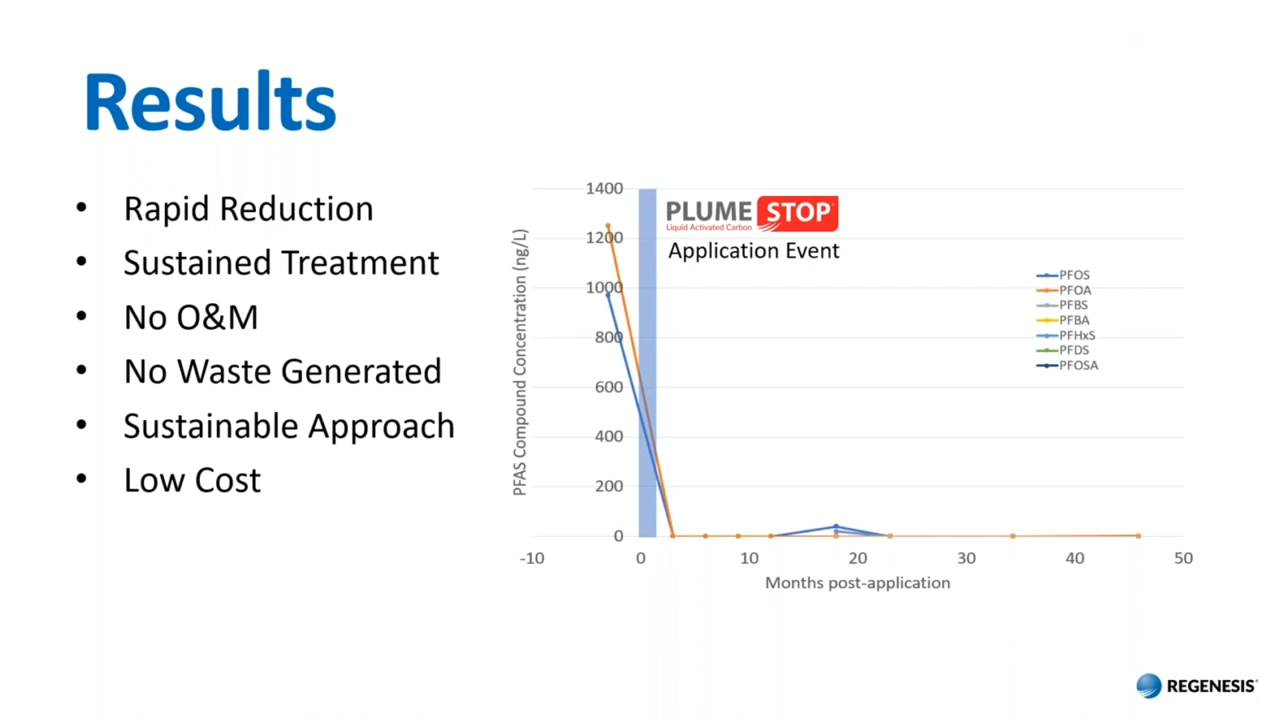 Results
• Rapid Reduction
• Sustained Treatment
• No O&M
• No Waste Generated
• Sustainable Approach
• Low Cost
PFAS Compound Concentration (ng/L)
1400
1200
1000
800
600
400
200
0
PLUME STOP®
Liquid Activated Carbon
Application Event
PFOS
PFOA
PFBS
PFBA
PFHxS
PFDS
PFOSA
-10 0 10 20 30 40 50
Months post-application
REGENESIS®